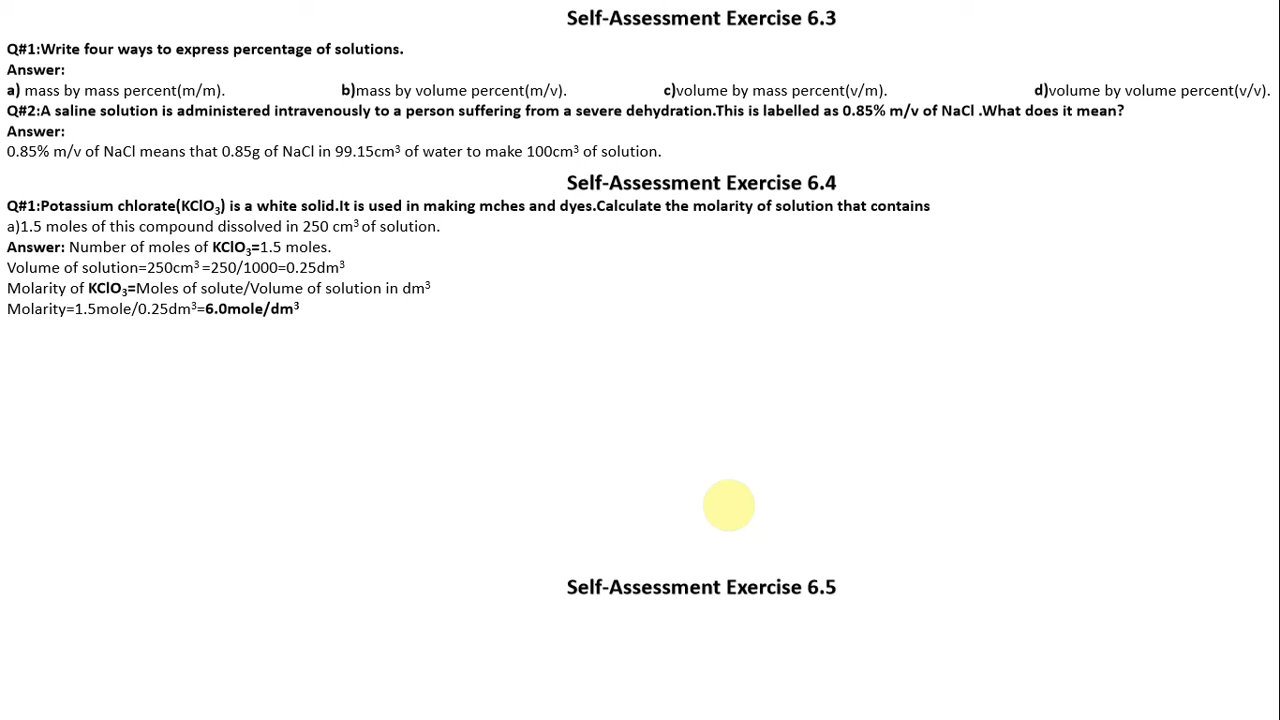 Self-Assessment Exercise 6.3
Q#1:Write four ways to express percentage of solutions.
Answer:
a) mass by mass percent(m/m). b)mass by volume percent(m/v). c)volume by mass percent(v/m). d)volume by volume percent(v/v).
Q#2:A saline solution is administered intravenously to a person suffering from a severe dehydration.This is labelled as 0.85% m/v of NaCl .What does it mean?
Answer:
0.85% m/v of NaCl means that 0.85g of NaCl in 99.15cm³ of water to make 100cm³ of solution.
Self-Assessment Exercise 6.4
Q#1:Potassium chlorate(KClO₃) is a white solid.It is used in making mches and dyes.Calculate the molarity of solution that contains
a)1.5 moles of this compound dissolved in 250 cm³ of solution.
Answer: Number of moles of KClO₃=1.5 moles.
Volume of solution=250cm³ =250/1000=0.25dm³
Molarity of KClO₃=Moles of solute/Volume of solution in dm³
Molarity=1.5mole/0.25dm³=6.0mole/dm³
Self-Assessment Exercise 6.5